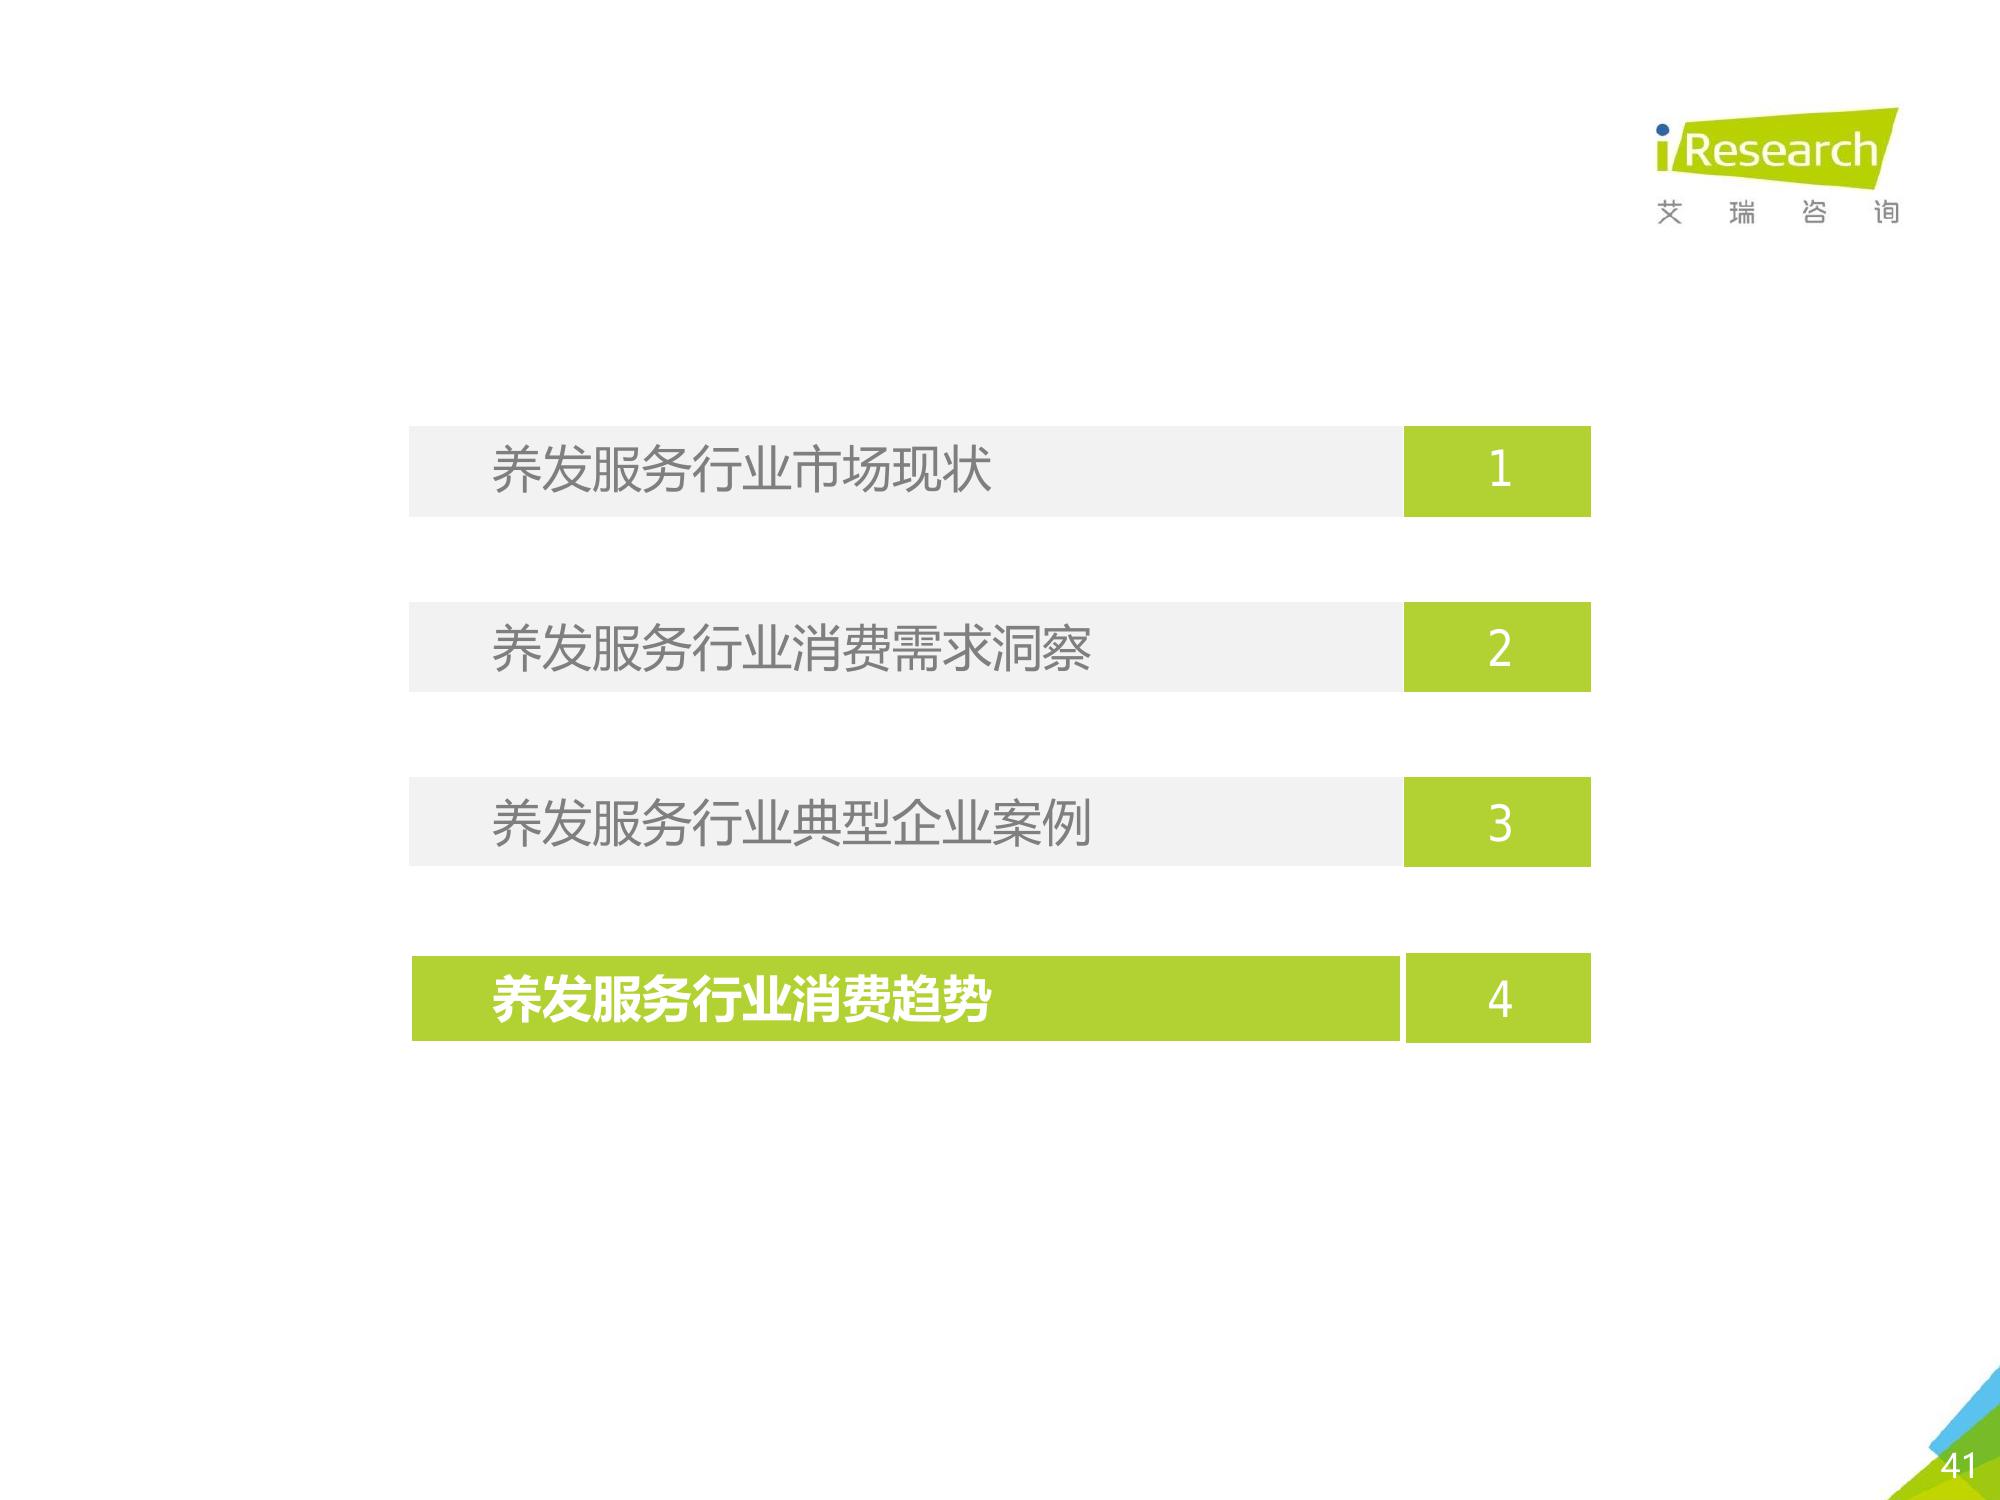 iResearch
艾瑞咨询
养发服务行业市场现状 1
养发服务行业消费需求洞察 2
养发服务行业典型企业案例 3
养发服务行业消费趋势 4
41